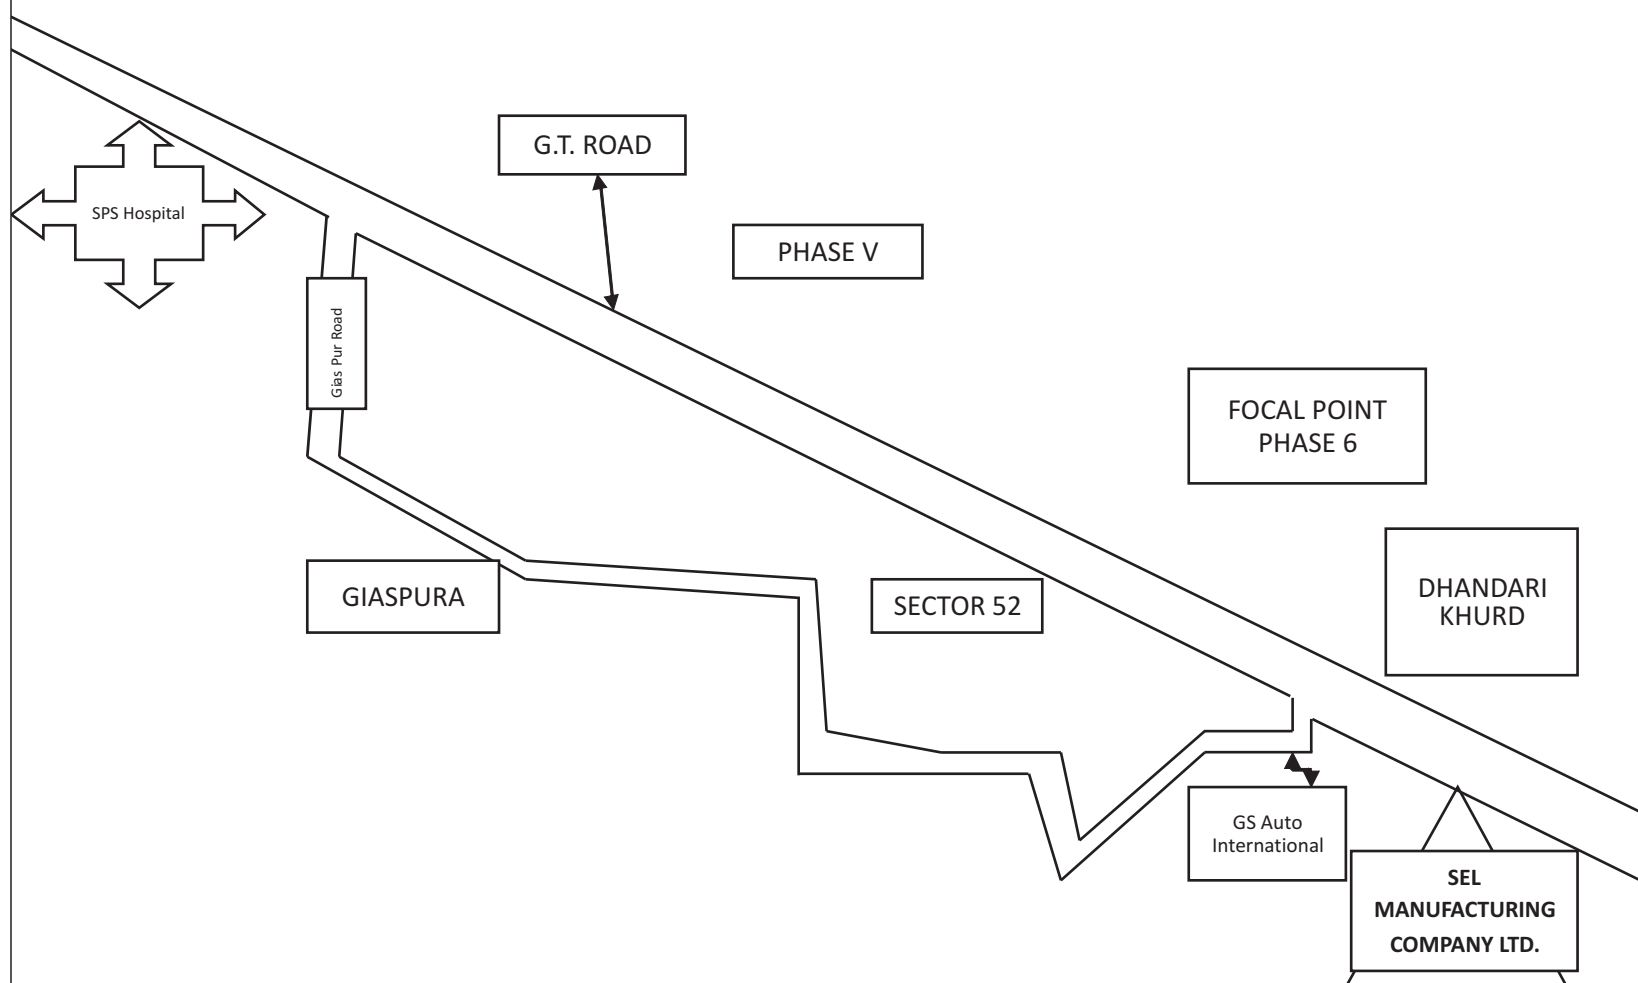 G.T. ROAD
SPS Hospital
PHASE V
Gias Pur Road
FOCAL POINT
PHASE 6
GIASPURA
SECTOR 52
DHANDARI
KHURD
GS Auto
International
SEL
MANUFACTURING
COMPANY LTD.